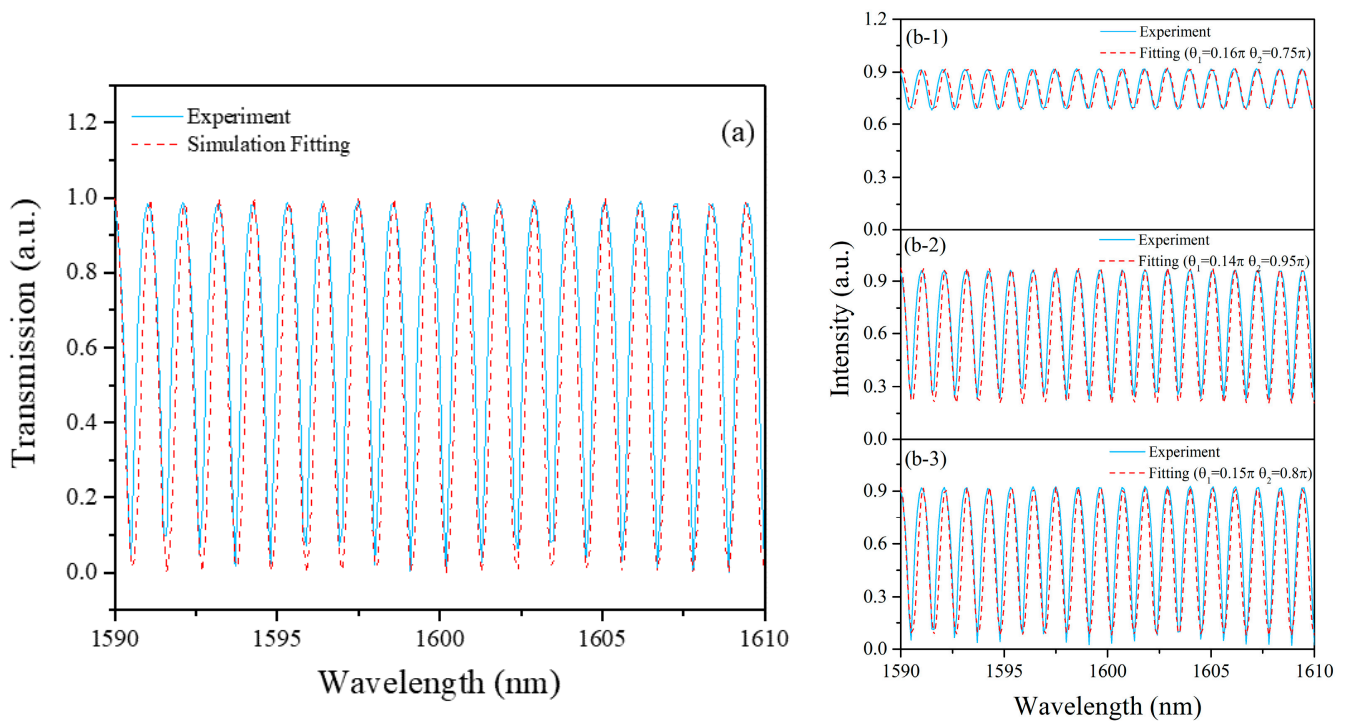 Experiment
Simulation Fitting
(a)
1.2
1.0
0.8
0.6
0.4
0.2
0.0
Transmission (a.u.)
1590 1595 1600 1605 1610
Wavelength (nm)
(b-1)
Experiment
Fitting (θ₁=0.16π θ₂=0.75π)
1.2
0.9
0.6
0.3
0.0
(b-2)
Experiment
Fitting (θ₁=0.14π θ₂=0.95π)
0.9
0.6
0.3
0.0
Intensity (a.u.)
(b-3)
Experiment
Fitting (θ₁=0.15π θ₂=0.8π)
0.9
0.6
0.3
0.0
1590 1595 1600 1605 1610
Wavelength (nm)